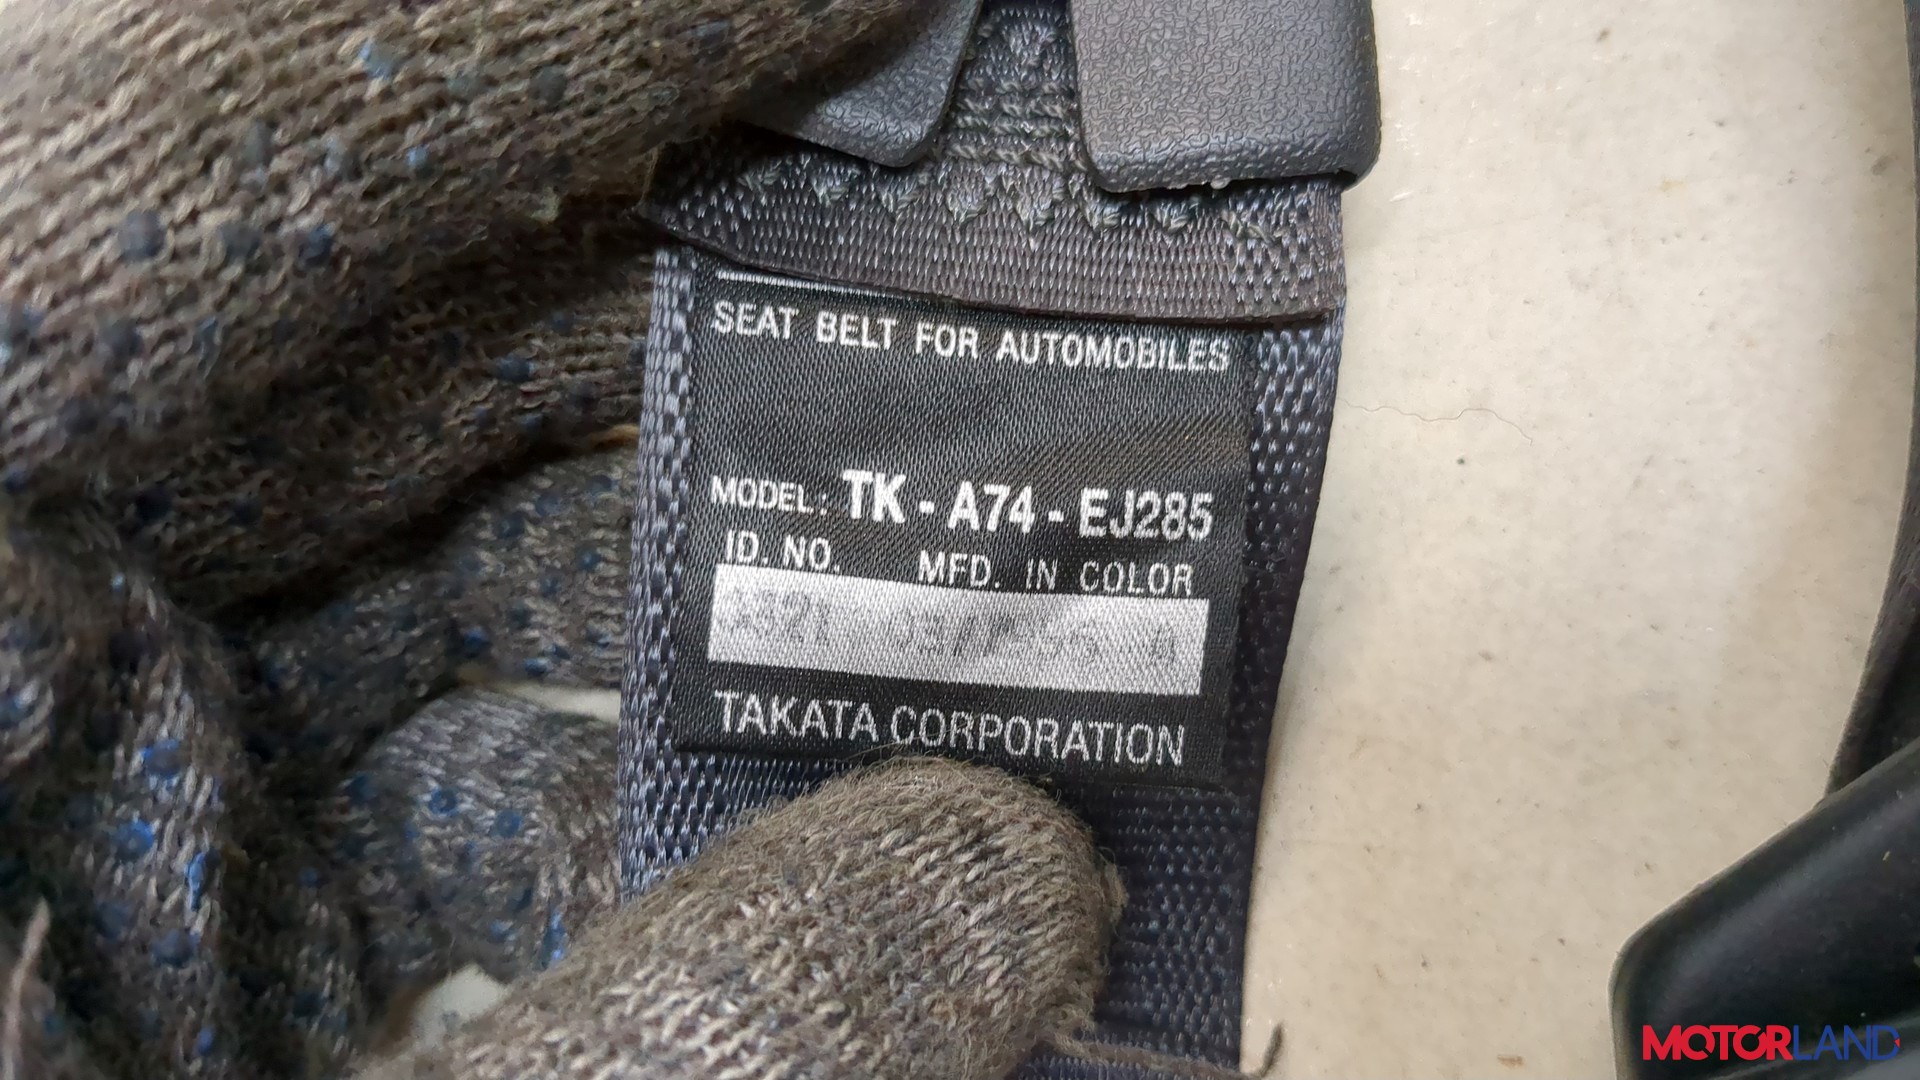 SEAT BELT FOR AUTOMOBILES
MODEL: TK - A74 - EJ285
ID. NO. MFD. IN COLOR
TAKATA CORPORATION
MOTORLAND